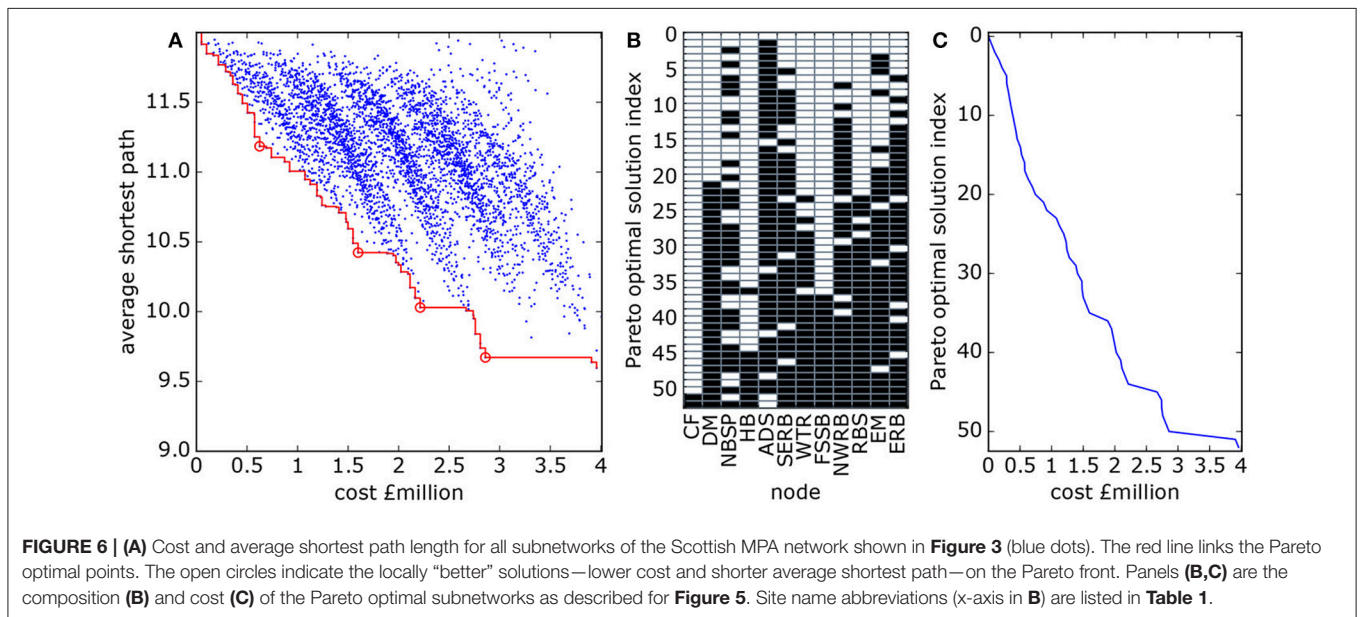 A
average shortest path
11.5
11.0
10.5
10.0
9.5
9.0
0 0.5 1 1.5 2 2.5 3 3.5 4
cost £million
B
Pareto optimal solution index
0
5
10
15
20
25
30
35
40
45
50
CF DM NBSP HB ADS SERB WTR FSSB NWRB RBS EM ERB
node
C
Pareto optimal solution index
0
10
20
30
40
50
0 0.5 1 1.5 2 2.5 3 3.5 4
cost £million
FIGURE 6 | (A) Cost and average shortest path length for all subnetworks of the Scottish MPA network shown in Figure 3 (blue dots). The red line links the Pareto
optimal points. The open circles indicate the locally “better” solutions—lower cost and shorter average shortest path—on the Pareto front. Panels (B,C) are the
composition (B) and cost (C) of the Pareto optimal subnetworks as described for Figure 5. Site name abbreviations (x-axis in B) are listed in Table 1.